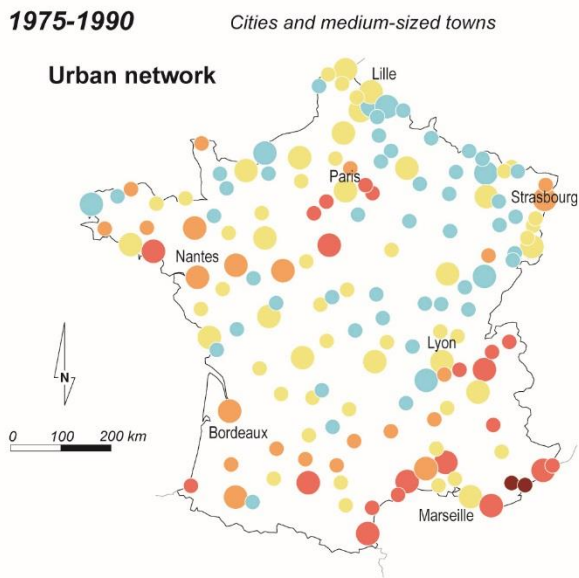 1975-1990
Cities and medium-sized towns
Urban network
Lille
Paris
Strasbourg
Nantes
Lyon
N
0 100 200 km
Bordeaux
Marseille